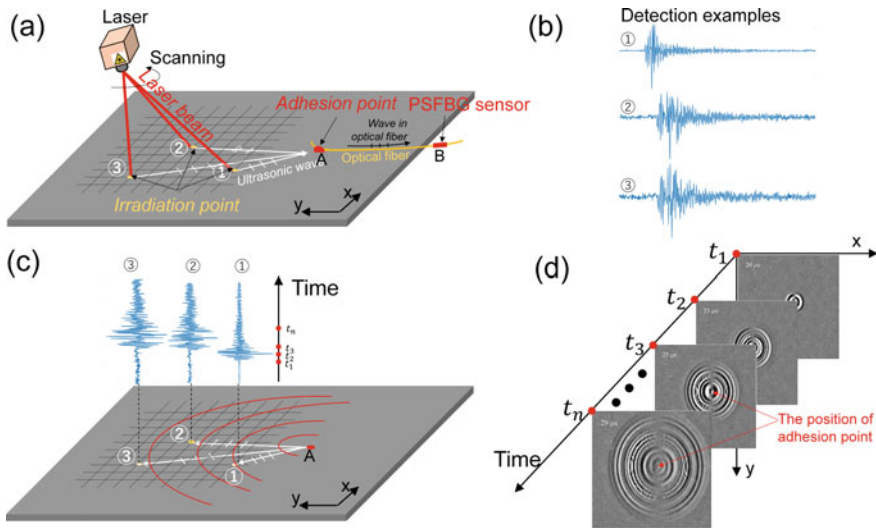 (a)
Laser
Scanning
Laser beam
Adhesion point
PSFBG sensor
Wave in
optical fiber
Optical fiber
A
B
②
③
①
Ultrasonic wave
Irradiation point
y
x
(b)
Detection examples
①
②
③
(c)
③
②
①
Time
tₙ
t₃
t₂
t₁
②
③
①
A
y
x
(d)
t₁
x
t₂
t₃
tₙ
The position of
adhesion point
Time
y